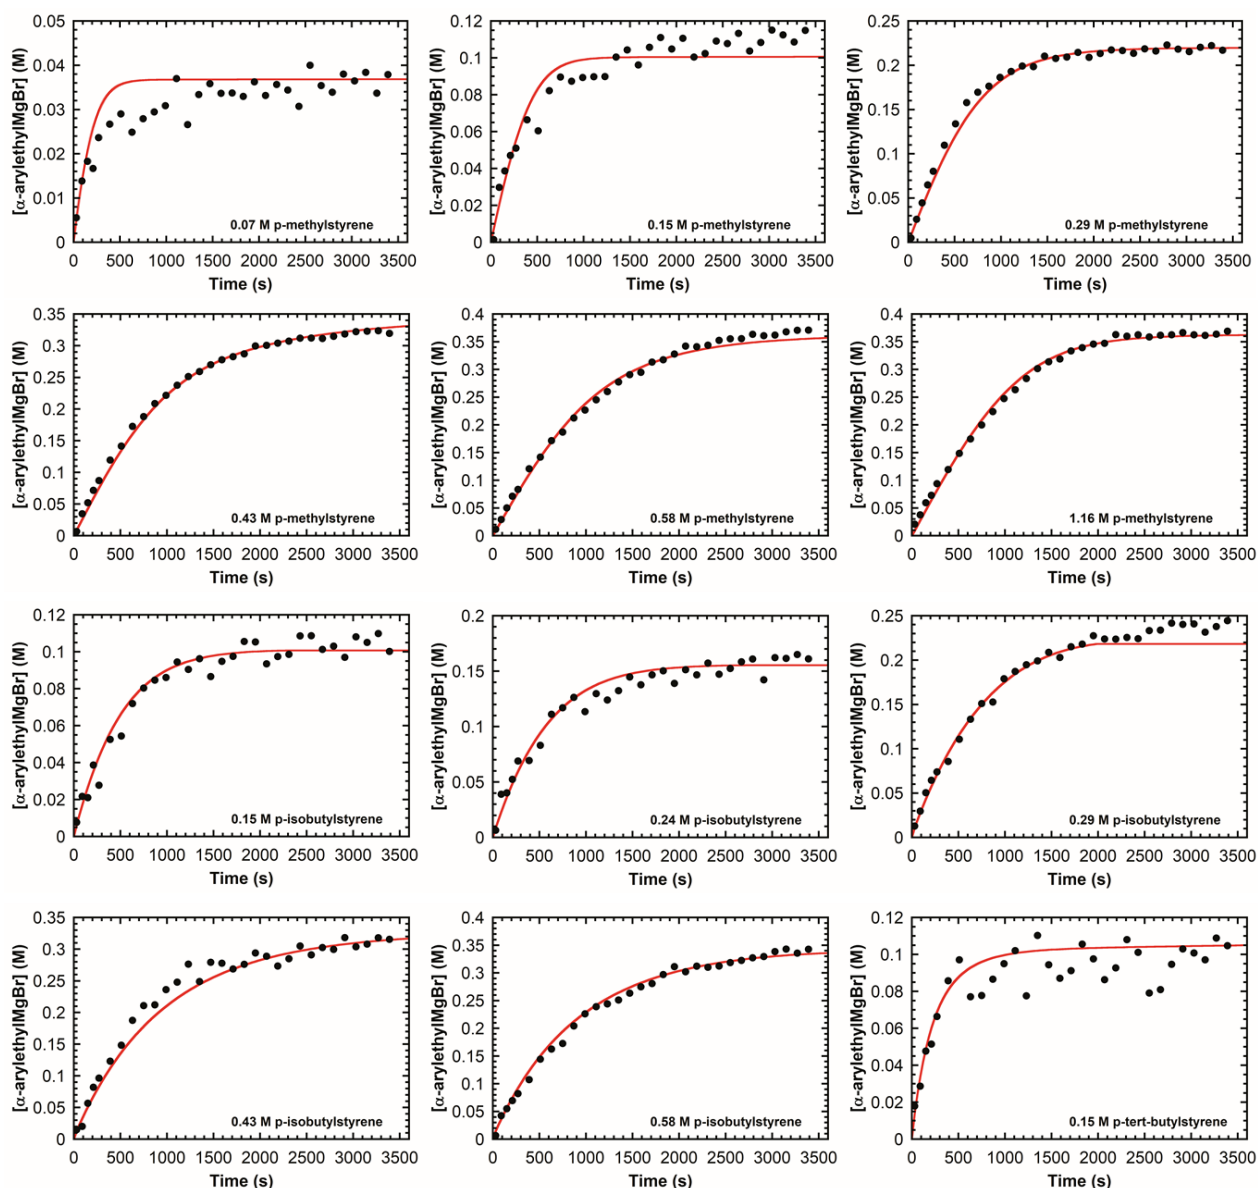 [α-arylethylMgBr] (M)
0.05
0.04
0.03
0.02
0.01
0
0.07 M p-methylstyrene
0 500 1000 1500 2000 2500 3000 3500
Time (s)
[α-arylethylMgBr] (M)
0.12
0.1
0.08
0.06
0.04
0.02
0
0.15 M p-methylstyrene
0 500 1000 1500 2000 2500 3000 3500
Time (s)
[α-arylethylMgBr] (M)
0.25
0.2
0.15
0.1
0.05
0
0.29 M p-methylstyrene
0 500 1000 1500 2000 2500 3000 3500
Time (s)
[α-arylethylMgBr] (M)
0.35
0.3
0.25
0.2
0.15
0.1
0.05
0
0.43 M p-methylstyrene
0 500 1000 1500 2000 2500 3000 3500
Time (s)
[α-arylethylMgBr] (M)
0.4
0.35
0.3
0.25
0.2
0.15
0.1
0.05
0
0.58 M p-methylstyrene
0 500 1000 1500 2000 2500 3000 3500
Time (s)
[α-arylethylMgBr] (M)
0.4
0.35
0.3
0.25
0.2
0.15
0.1
0.05
0
1.16 M p-methylstyrene
0 500 1000 1500 2000 2500 3000 3500
Time (s)
[α-arylethylMgBr] (M)
0.12
0.1
0.08
0.06
0.04
0.02
0
0.15 M p-isobutylstyrene
0 500 1000 1500 2000 2500 3000 3500
Time (s)
[α-arylethylMgBr] (M)
0.2
0.15
0.1
0.05
0
0.24 M p-isobutylstyrene
0 500 1000 1500 2000 2500 3000 3500
Time (s)
[α-arylethylMgBr] (M)
0.25
0.2
0.15
0.1
0.05
0
0.29 M p-isobutylstyrene
0 500 1000 1500 2000 2500 3000 3500
Time (s)
[α-arylethylMgBr] (M)
0.35
0.3
0.25
0.2
0.15
0.1
0.05
0
0.43 M p-isobutylstyrene
0 500 1000 1500 2000 2500 3000 3500
Time (s)
[α-arylethylMgBr] (M)
0.4
0.35
0.3
0.25
0.2
0.15
0.1
0.05
0
0.58 M p-isobutylstyrene
0 500 1000 1500 2000 2500 3000 3500
Time (s)
[α-arylethylMgBr] (M)
0.12
0.1
0.08
0.06
0.04
0.02
0
0.15 M p-tert-butylstyrene
0 500 1000 1500 2000 2500 3000 3500
Time (s)